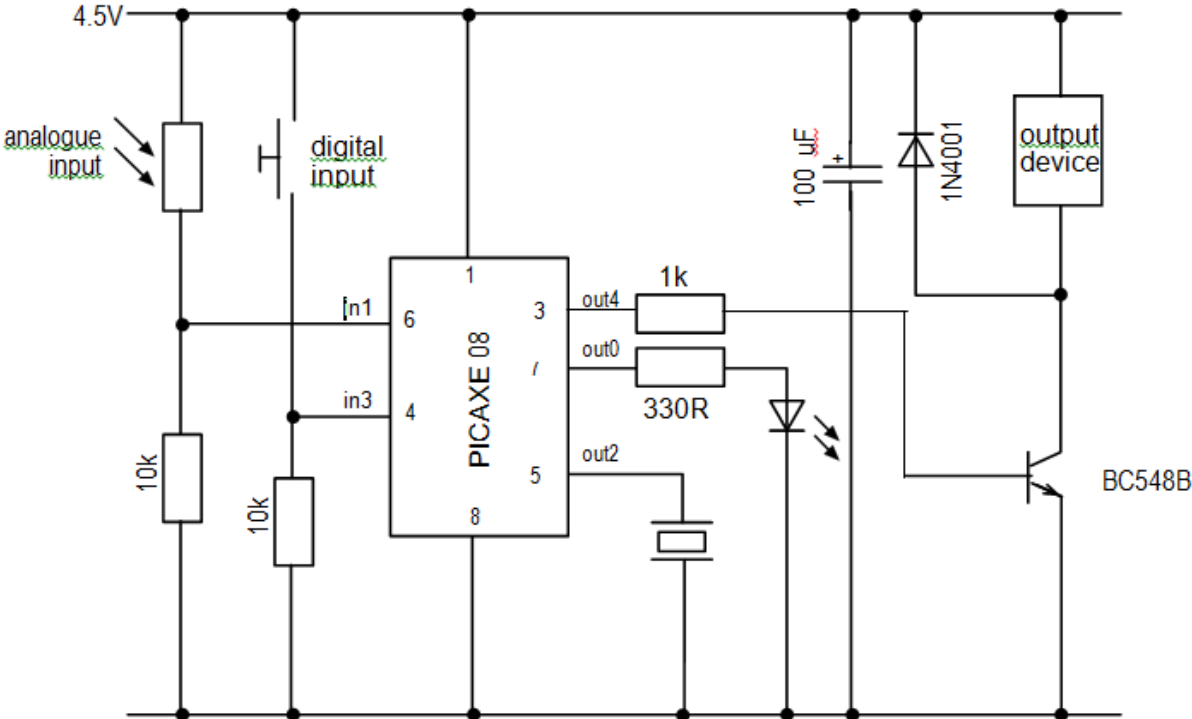 4.5V
analogue
input
digital
input
100 uF
+
1N4001
output
device
1
in1
6
3
out4
1k
out0
7
330R
in3
4
PICAXE 08
out2
5
8
10k
10k
BC548B